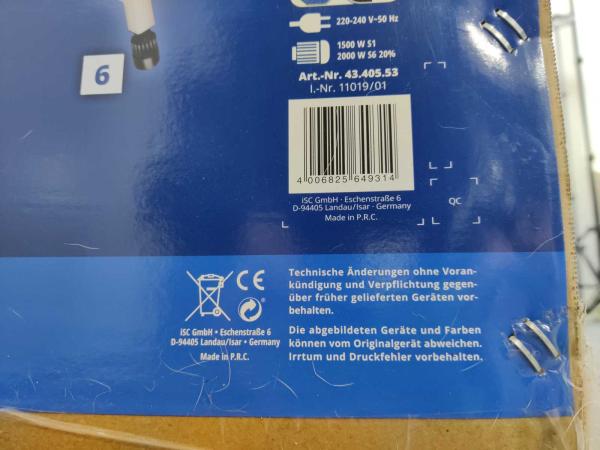 6
220-240 V~50 Hz
1500 W S1
2000 W S6 20%
Art.-Nr. 43.405.53
I.-Nr. 11019/01
4 006825 649314
iSC GmbH · Eschenstraße 6
D-94405 Landau/Isar · Germany
Made in P.R.C.
QC
CE
iSC GmbH · Eschenstraße 6
D-94405 Landau/Isar · Germany
Made in P.R.C.
Technische Änderungen ohne Voran-
kündigung und Verpflichtung gegen-
über früher gelieferten Geräten vor-
behalten.
Die abgebildeten Geräte und Farben
können vom Originalgerät abweichen.
Irrtum und Druckfehler vorbehalten.